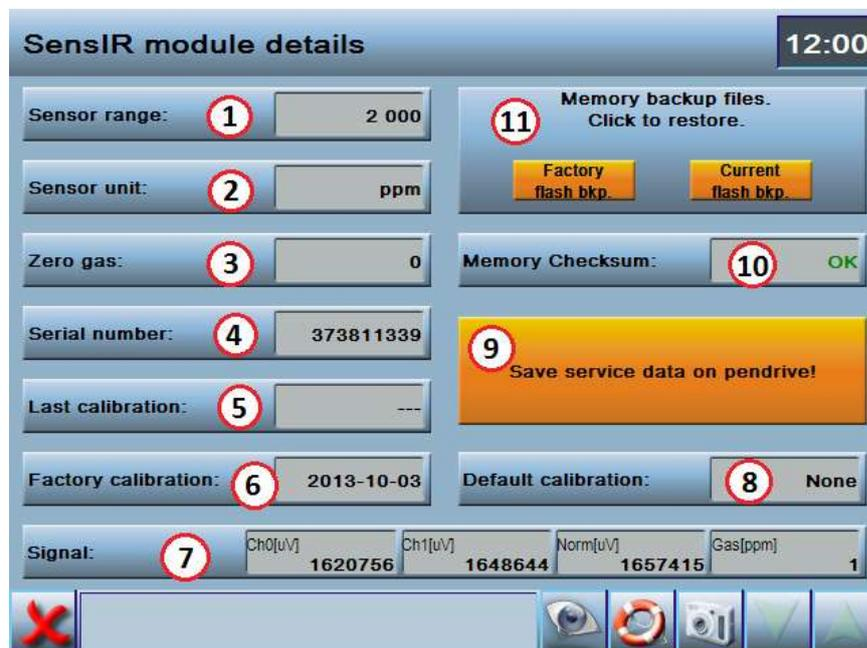 SensIR module details
12:00
Sensor range:
1
2 000
Sensor unit:
2
ppm
Zero gas:
3
0
Serial number:
4
373811339
Last calibration:
5
---
Factory calibration:
6
2013-10-03
Signal:
7
Ch0[uV]
1620756
Ch1[uV]
1648644
Norm[uV]
1657415
Gas[ppm]
1
Memory backup files.
Click to restore.
11
Factory
flash bkp.
Current
flash bkp.
Memory Checksum:
10
OK
9
Save service data on pendrive!
Default calibration:
8
None